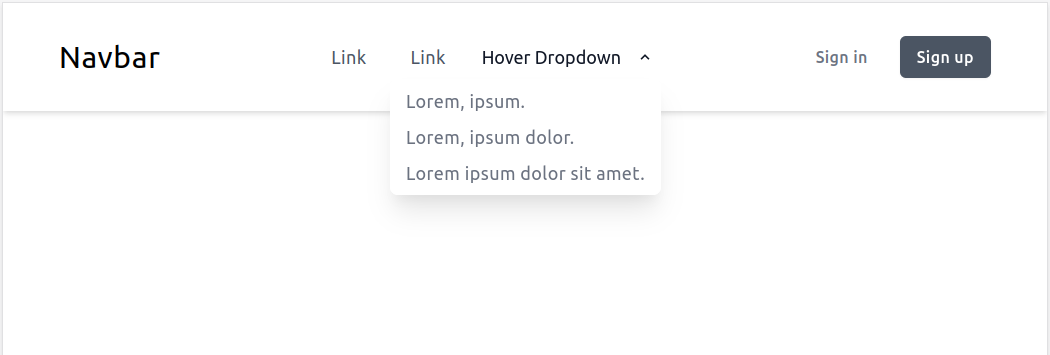 Navbar
Link
Link
Hover Dropdown
Sign in
Sign up
Lorem, ipsum.
Lorem, ipsum dolor.
Lorem ipsum dolor sit amet.